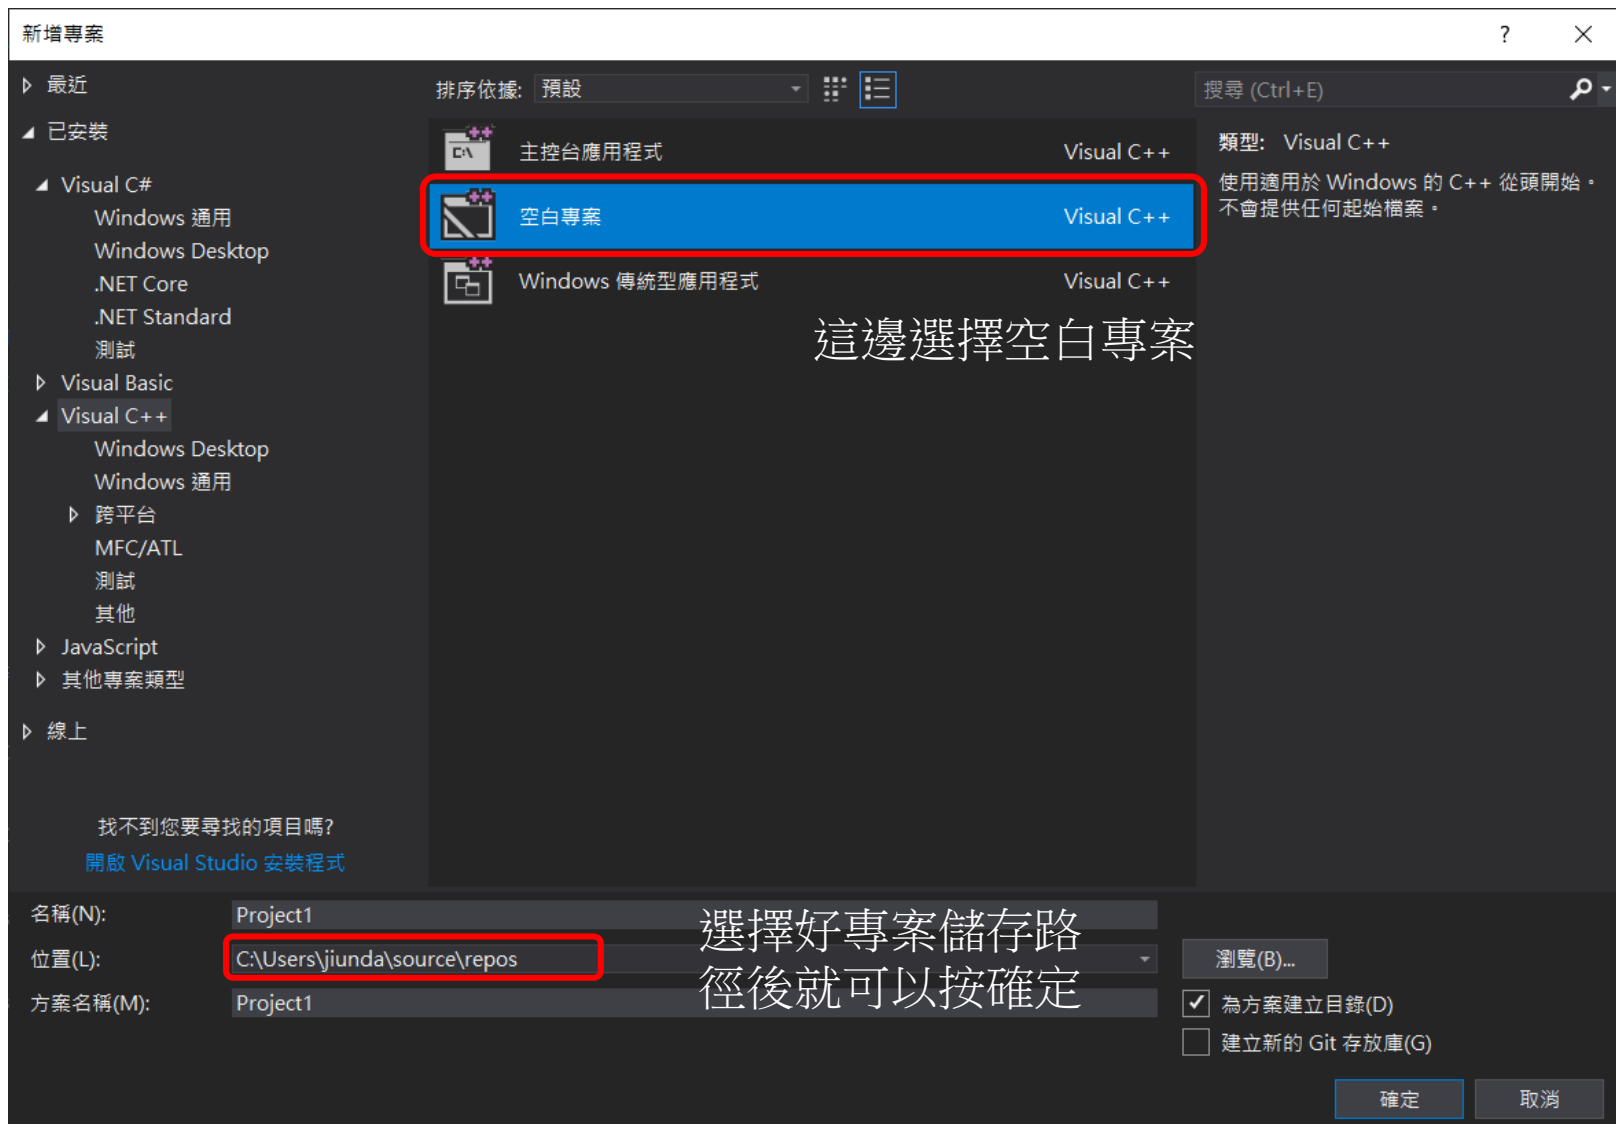 新增專案
?
最近
已安裝
Visual C#
Windows 通用
Windows Desktop
.NET Core
.NET Standard
測試
Visual Basic
Visual C++
Windows Desktop
Windows 通用
跨平台
MFC/ATL
測試
其他
JavaScript
其他專案類型
線上
找不到您要尋找的項目嗎?
開啟 Visual Studio 安裝程式
排序依據: 預設
主控台應用程式 Visual C++
空白專案 Visual C++
Windows 傳統型應用程式 Visual C++
這邊選擇空白專案
搜尋 (Ctrl+E)
類型: Visual C++
使用適用於 Windows 的 C++ 從頭開始。
不會提供任何起始檔案。
名稱(N): Project1
位置(L): C:\Users\jiunda\source\repos
方案名稱(M): Project1
選擇好專案儲存路
徑後就可以按確定
瀏覽(B)...
為方案建立目錄(D)
建立新的 Git 存放庫(G)
確定
取消